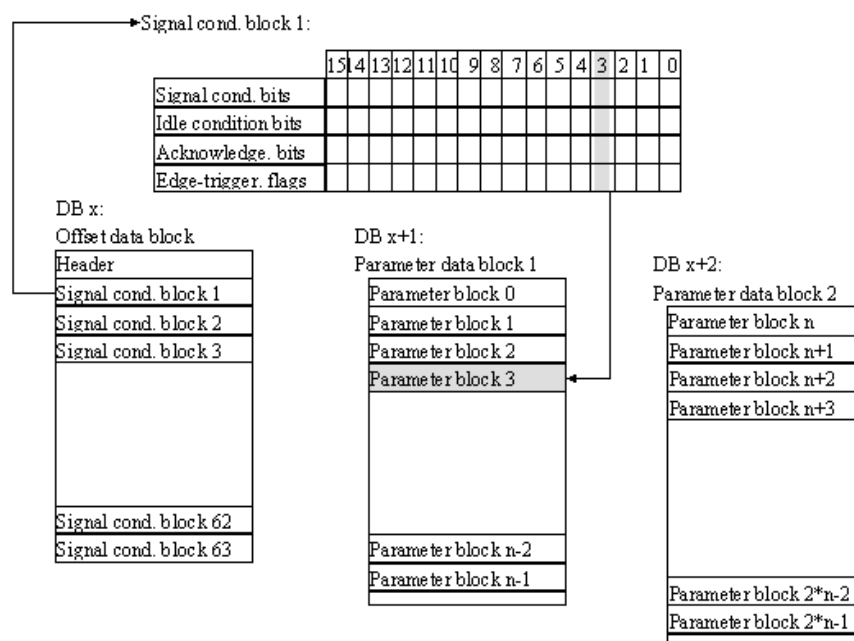 Signal cond. block 1:
15 14 13 12 11 10 9 8 7 6 5 4 3 2 1 0
Signal cond. bits
Idle condition bits
Acknowledge. bits
Edge-trigger. flags
DB x:
Offset data block
Header
Signal cond. block 1
Signal cond. block 2
Signal cond. block 3
Signal cond. block 62
Signal cond. block 63
DB x+1:
Parameter data block 1
Parameter block 0
Parameter block 1
Parameter block 2
Parameter block 3
Parameter block n-2
Parameter block n-1
DB x+2:
Parameter data block 2
Parameter block n
Parameter block n+1
Parameter block n+2
Parameter block n+3
Parameter block 2*n-2
Parameter block 2*n-1